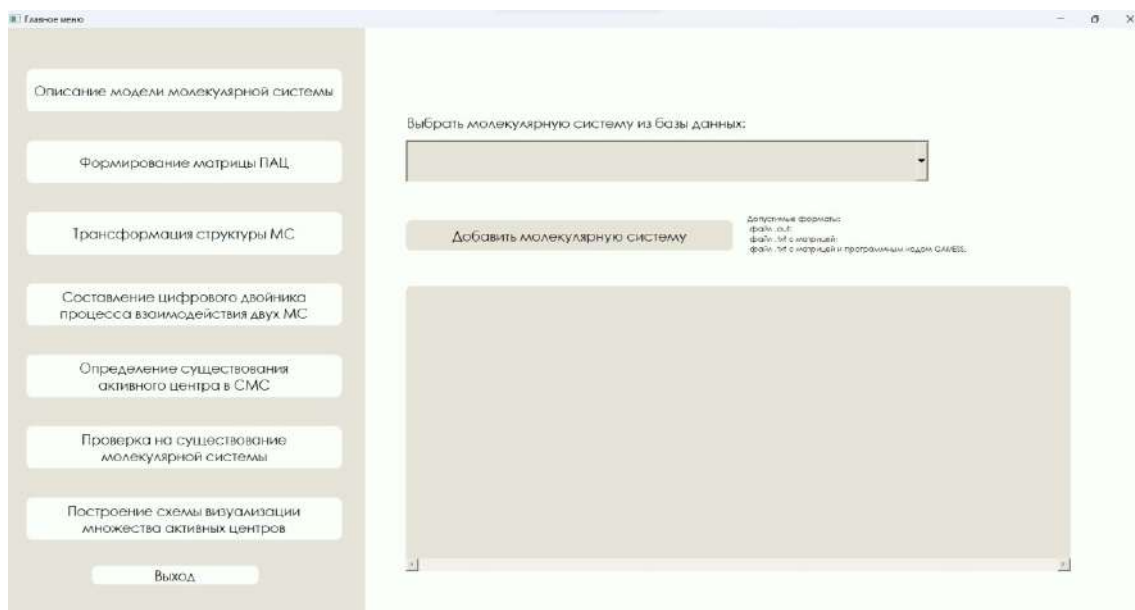 Главное меню
Описание модели молекулярной системы
Формирование матрицы ПАЦ
Трансформация структуры МС
Составление цифрового двойника
процесса взаимодействия двух МС
Определение существования
активного центра в СМС
Проверка на существование
молекулярной системы
Построение схемы визуализации
множества активных центров
Выход
Выбрать молекулярную систему из базы данных:
Добавить молекулярную систему
Допустимые форматы:
файл .out;
файл .txt с матрицей;
файл .txt с матрицей и программным кодом GAMESS.